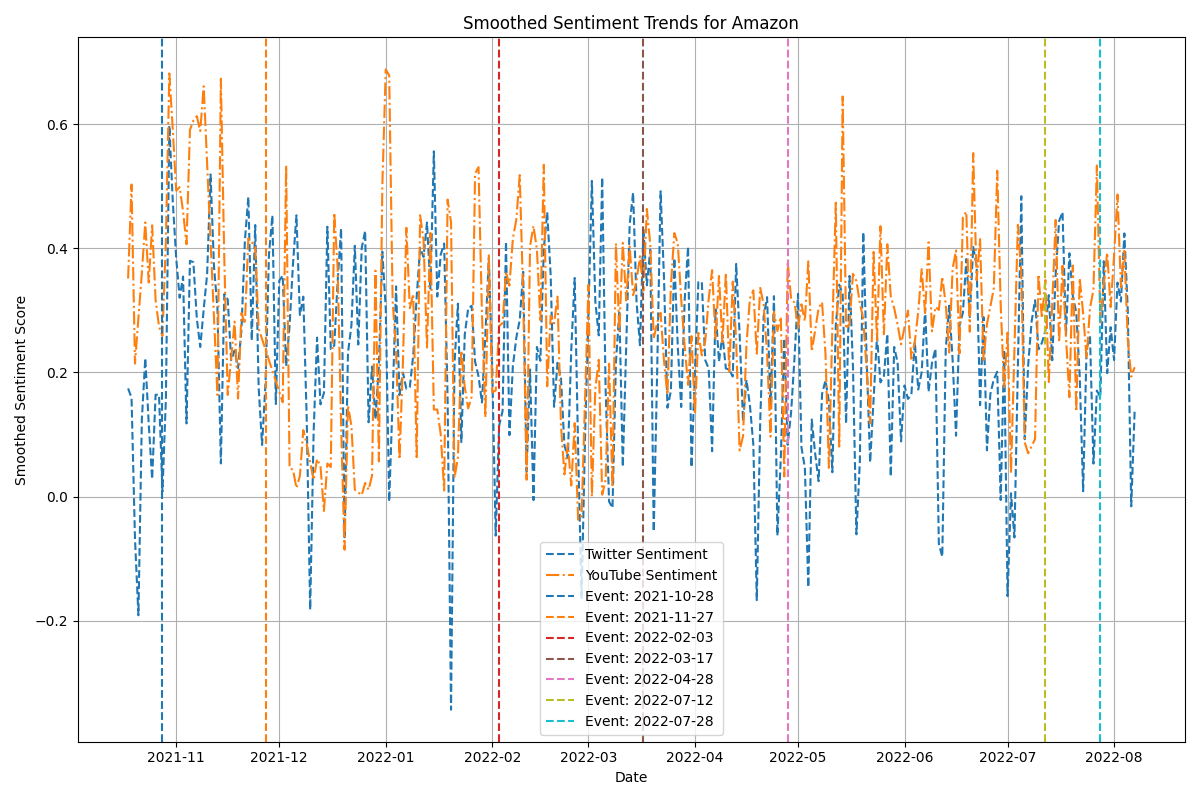 Smoothed Sentiment Trends for Amazon
Smoothed Sentiment Score
0.6
0.4
0.2
0.0
−0.2
Twitter Sentiment
YouTube Sentiment
Event: 2021-10-28
Event: 2021-11-27
Event: 2022-02-03
Event: 2022-03-17
Event: 2022-04-28
Event: 2022-07-12
Event: 2022-07-28
2021-11 2021-12 2022-01 2022-02 2022-03 2022-04 2022-05 2022-06 2022-07 2022-08
Date